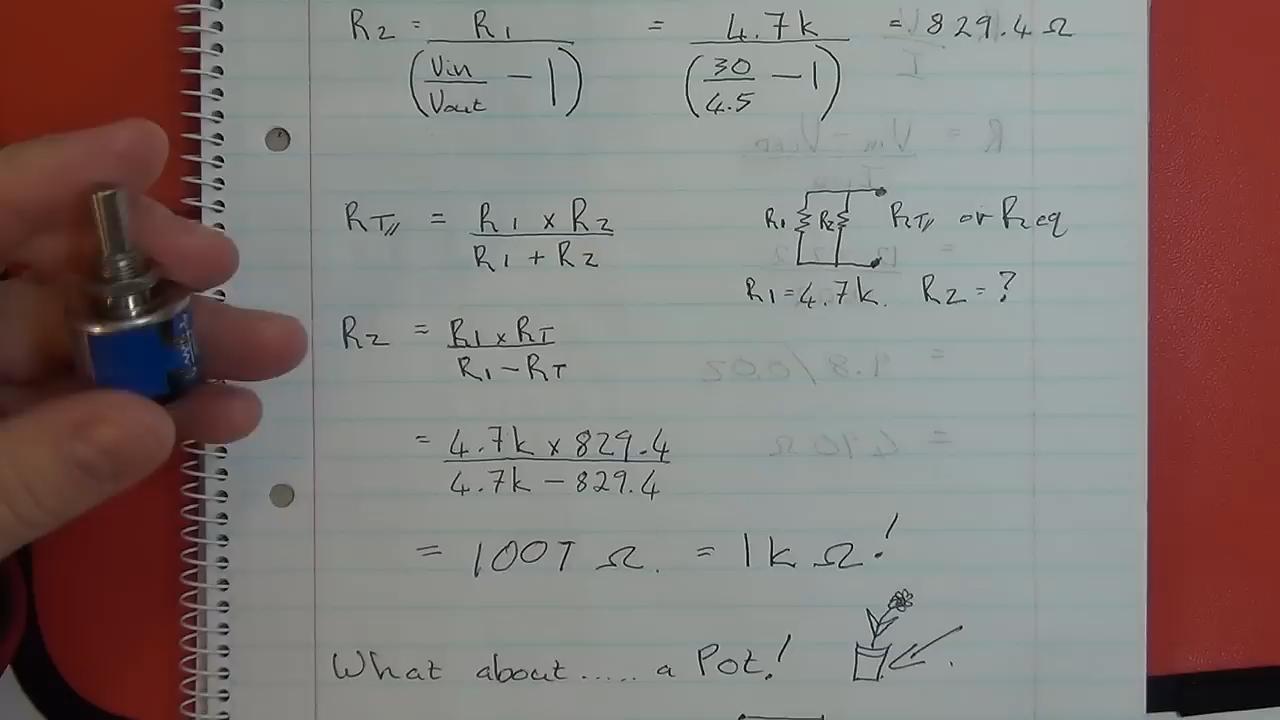 R2 = R1 / (Vin/Vout − 1) = 4.7k / (30/4.5 − 1) = 829.4 Ω
RT// = R1 x R2 / R1 + R2
R1 R2 RT// or Req
R1 = 4.7k. R2 = ?
R2 = R1 x RT / R1 − RT
= 4.7k x 829.4 / 4.7k − 829.4
= 1007 Ω. = 1k Ω!
What about..... a Pot!